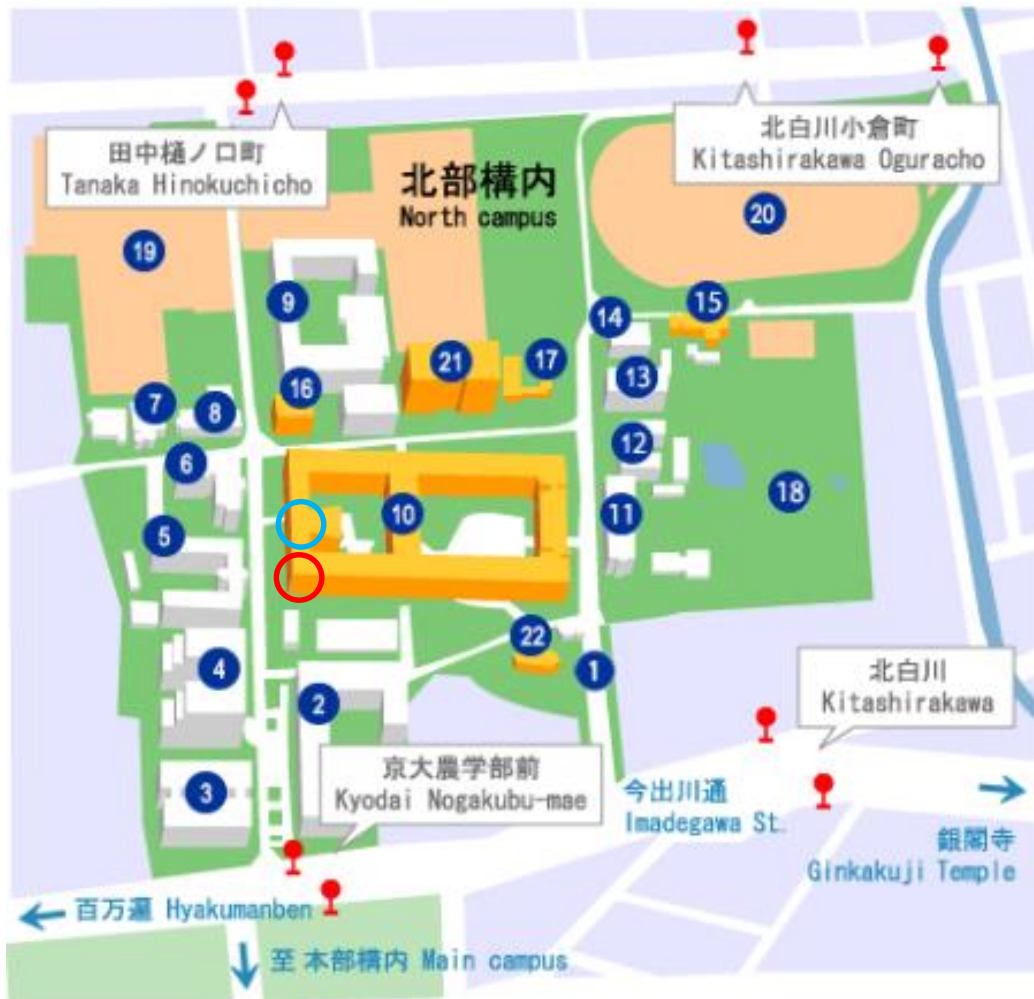 田中樋ノ口町
Tanaka Hinokuchicho
北部構内
North campus
北白川小倉町
Kitashirakawa Oguracho
19
20
9
14
15
21
17
16
13
7
8
12
6
10
18
11
5
22
1
4
2
北白川
Kitashirakawa
3
京大農学部前
Kyodai Nogakubu-mae
今出川通
Imadegawa St.
銀閣寺
Ginkakuji Temple
百万遍 Hyakumanben
至 本部構内 Main campus